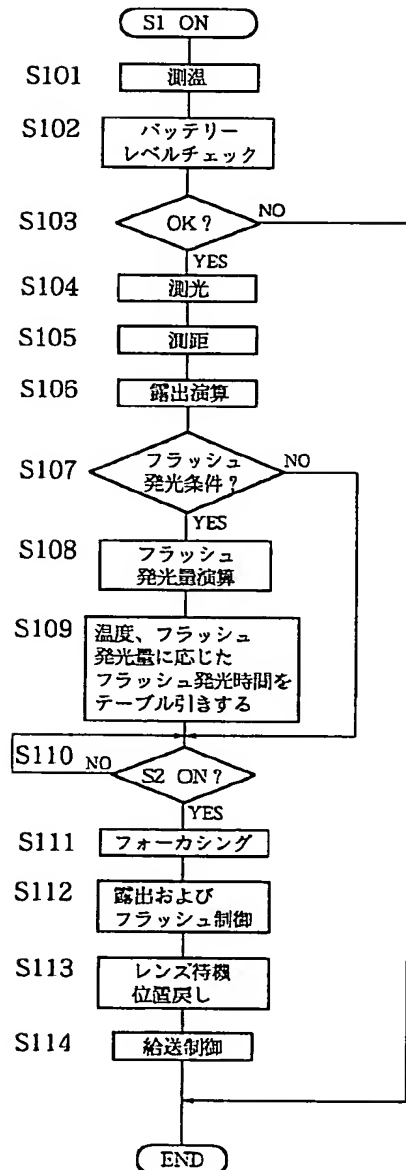 S1 ON
S101
測温
S102
バッテリー
レベルチェック
S103
OK?
NO
YES
S104
測光
S105
測距
S106
露出演算
S107
フラッシュ
発光条件?
NO
YES
S108
フラッシュ
発光量演算
S109
温度、フラッシュ
発光量に応じた
フラッシュ発光時間を
テーブル引きする
S110
NO
S2 ON?
YES
S111
フォーカシング
S112
露出および
フラッシュ制御
S113
レンズ待機
位置戻し
S114
給送制御
END